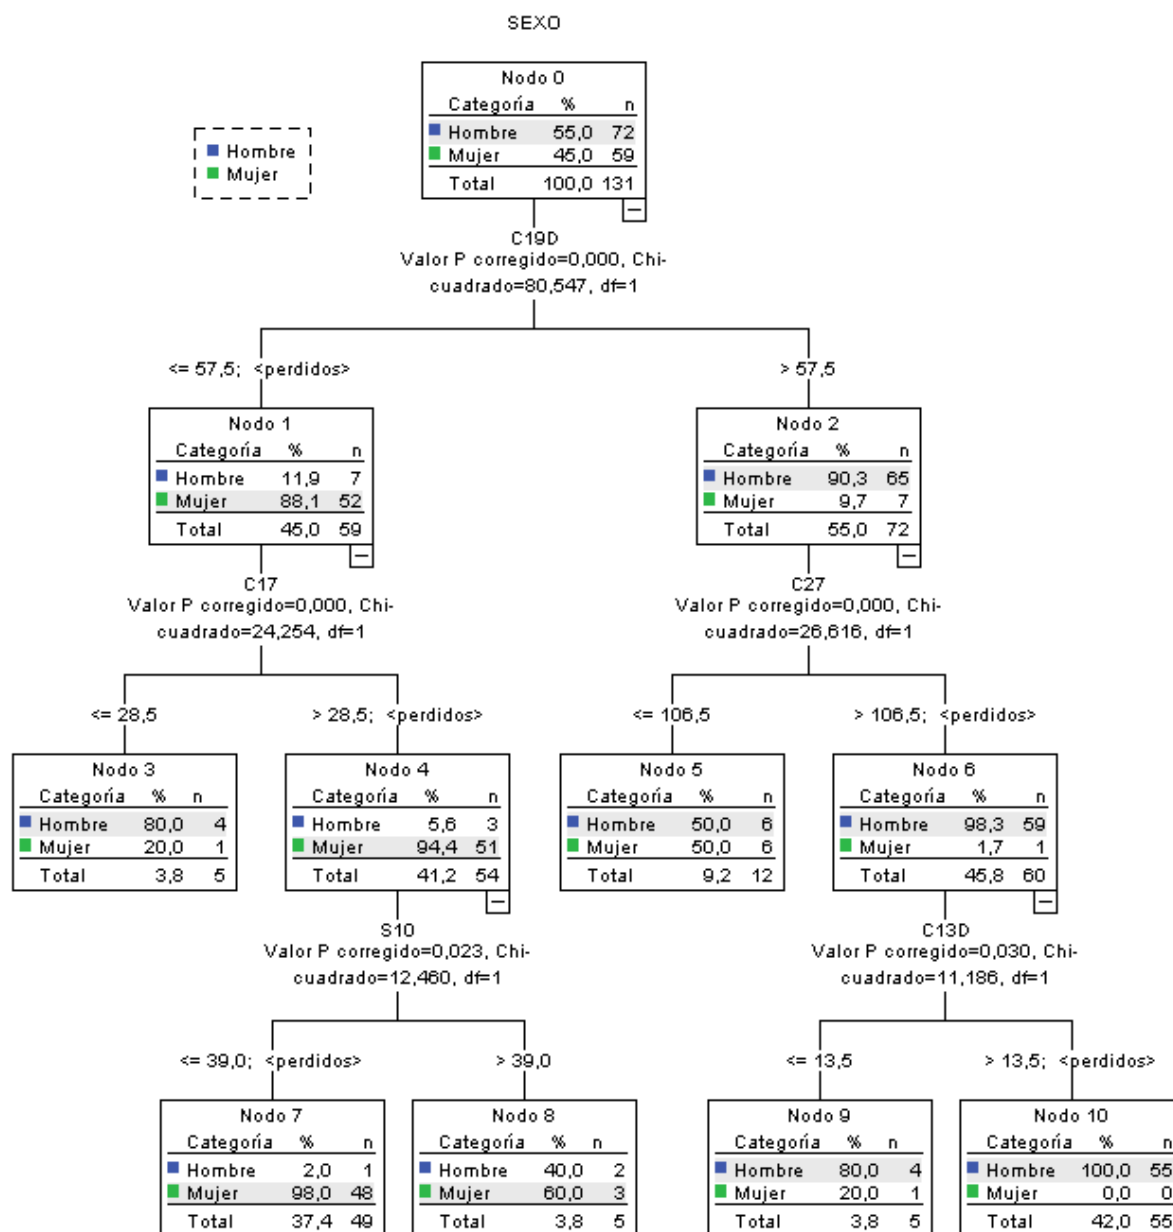 SEXO
Hombre
Mujer
Nodo 0
Categoría % n
Hombre 55,0 72
Mujer 45,0 59
Total 100,0 131
C19D
Valor P corregido=0,000, Chi-
cuadrado=80,547, df=1
<= 57,5; <perdidos>
> 57,5
Nodo 1
Categoría % n
Hombre 11,9 7
Mujer 88,1 52
Total 45,0 59
Nodo 2
Categoría % n
Hombre 90,3 65
Mujer 9,7 7
Total 55,0 72
C17
Valor P corregido=0,000, Chi-
cuadrado=24,254, df=1
C27
Valor P corregido=0,000, Chi-
cuadrado=26,616, df=1
<= 28,5
> 28,5; <perdidos>
<= 106,5
> 106,5; <perdidos>
Nodo 3
Categoría % n
Hombre 80,0 4
Mujer 20,0 1
Total 3,8 5
Nodo 4
Categoría % n
Hombre 5,6 3
Mujer 94,4 51
Total 41,2 54
Nodo 5
Categoría % n
Hombre 50,0 6
Mujer 50,0 6
Total 9,2 12
Nodo 6
Categoría % n
Hombre 98,3 59
Mujer 1,7 1
Total 45,8 60
S10
Valor P corregido=0,023, Chi-
cuadrado=12,460, df=1
C13D
Valor P corregido=0,030, Chi-
cuadrado=11,186, df=1
<= 39,0; <perdidos>
> 39,0
<= 13,5
> 13,5; <perdidos>
Nodo 7
Categoría % n
Hombre 2,0 1
Mujer 98,0 48
Total 37,4 49
Nodo 8
Categoría % n
Hombre 40,0 2
Mujer 60,0 3
Total 3,8 5
Nodo 9
Categoría % n
Hombre 80,0 4
Mujer 20,0 1
Total 3,8 5
Nodo 10
Categoría % n
Hombre 100,0 55
Mujer 0,0 0
Total 42,0 55